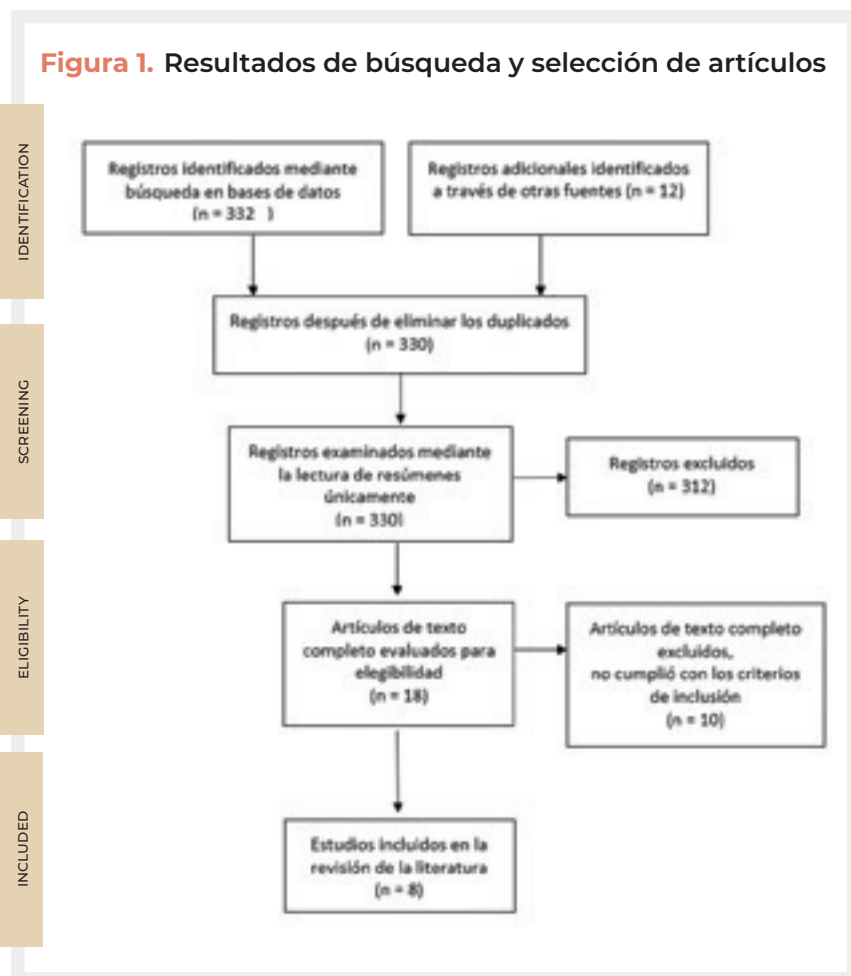 Figura 1. Resultados de búsqueda y selección de artículos
IDENTIFICATION
Registros identificados mediante
búsqueda en bases de datos
(n = 332 )
Registros adicionales identificados
a través de otras fuentes (n = 12)
Registros después de eliminar los duplicados
(n = 330)
SCREENING
Registros examinados mediante
la lectura de resúmenes
únicamente
(n = 330)
Registros excluidos
(n = 312)
ELIGIBILITY
Artículos de texto
completo evaluados para
elegibilidad
(n = 18)
Artículos de texto completo
excluidos,
no cumplió con los criterios
de inclusión
(n = 10)
INCLUDED
Estudios incluidos en la
revisión de la literatura
(n = 8)